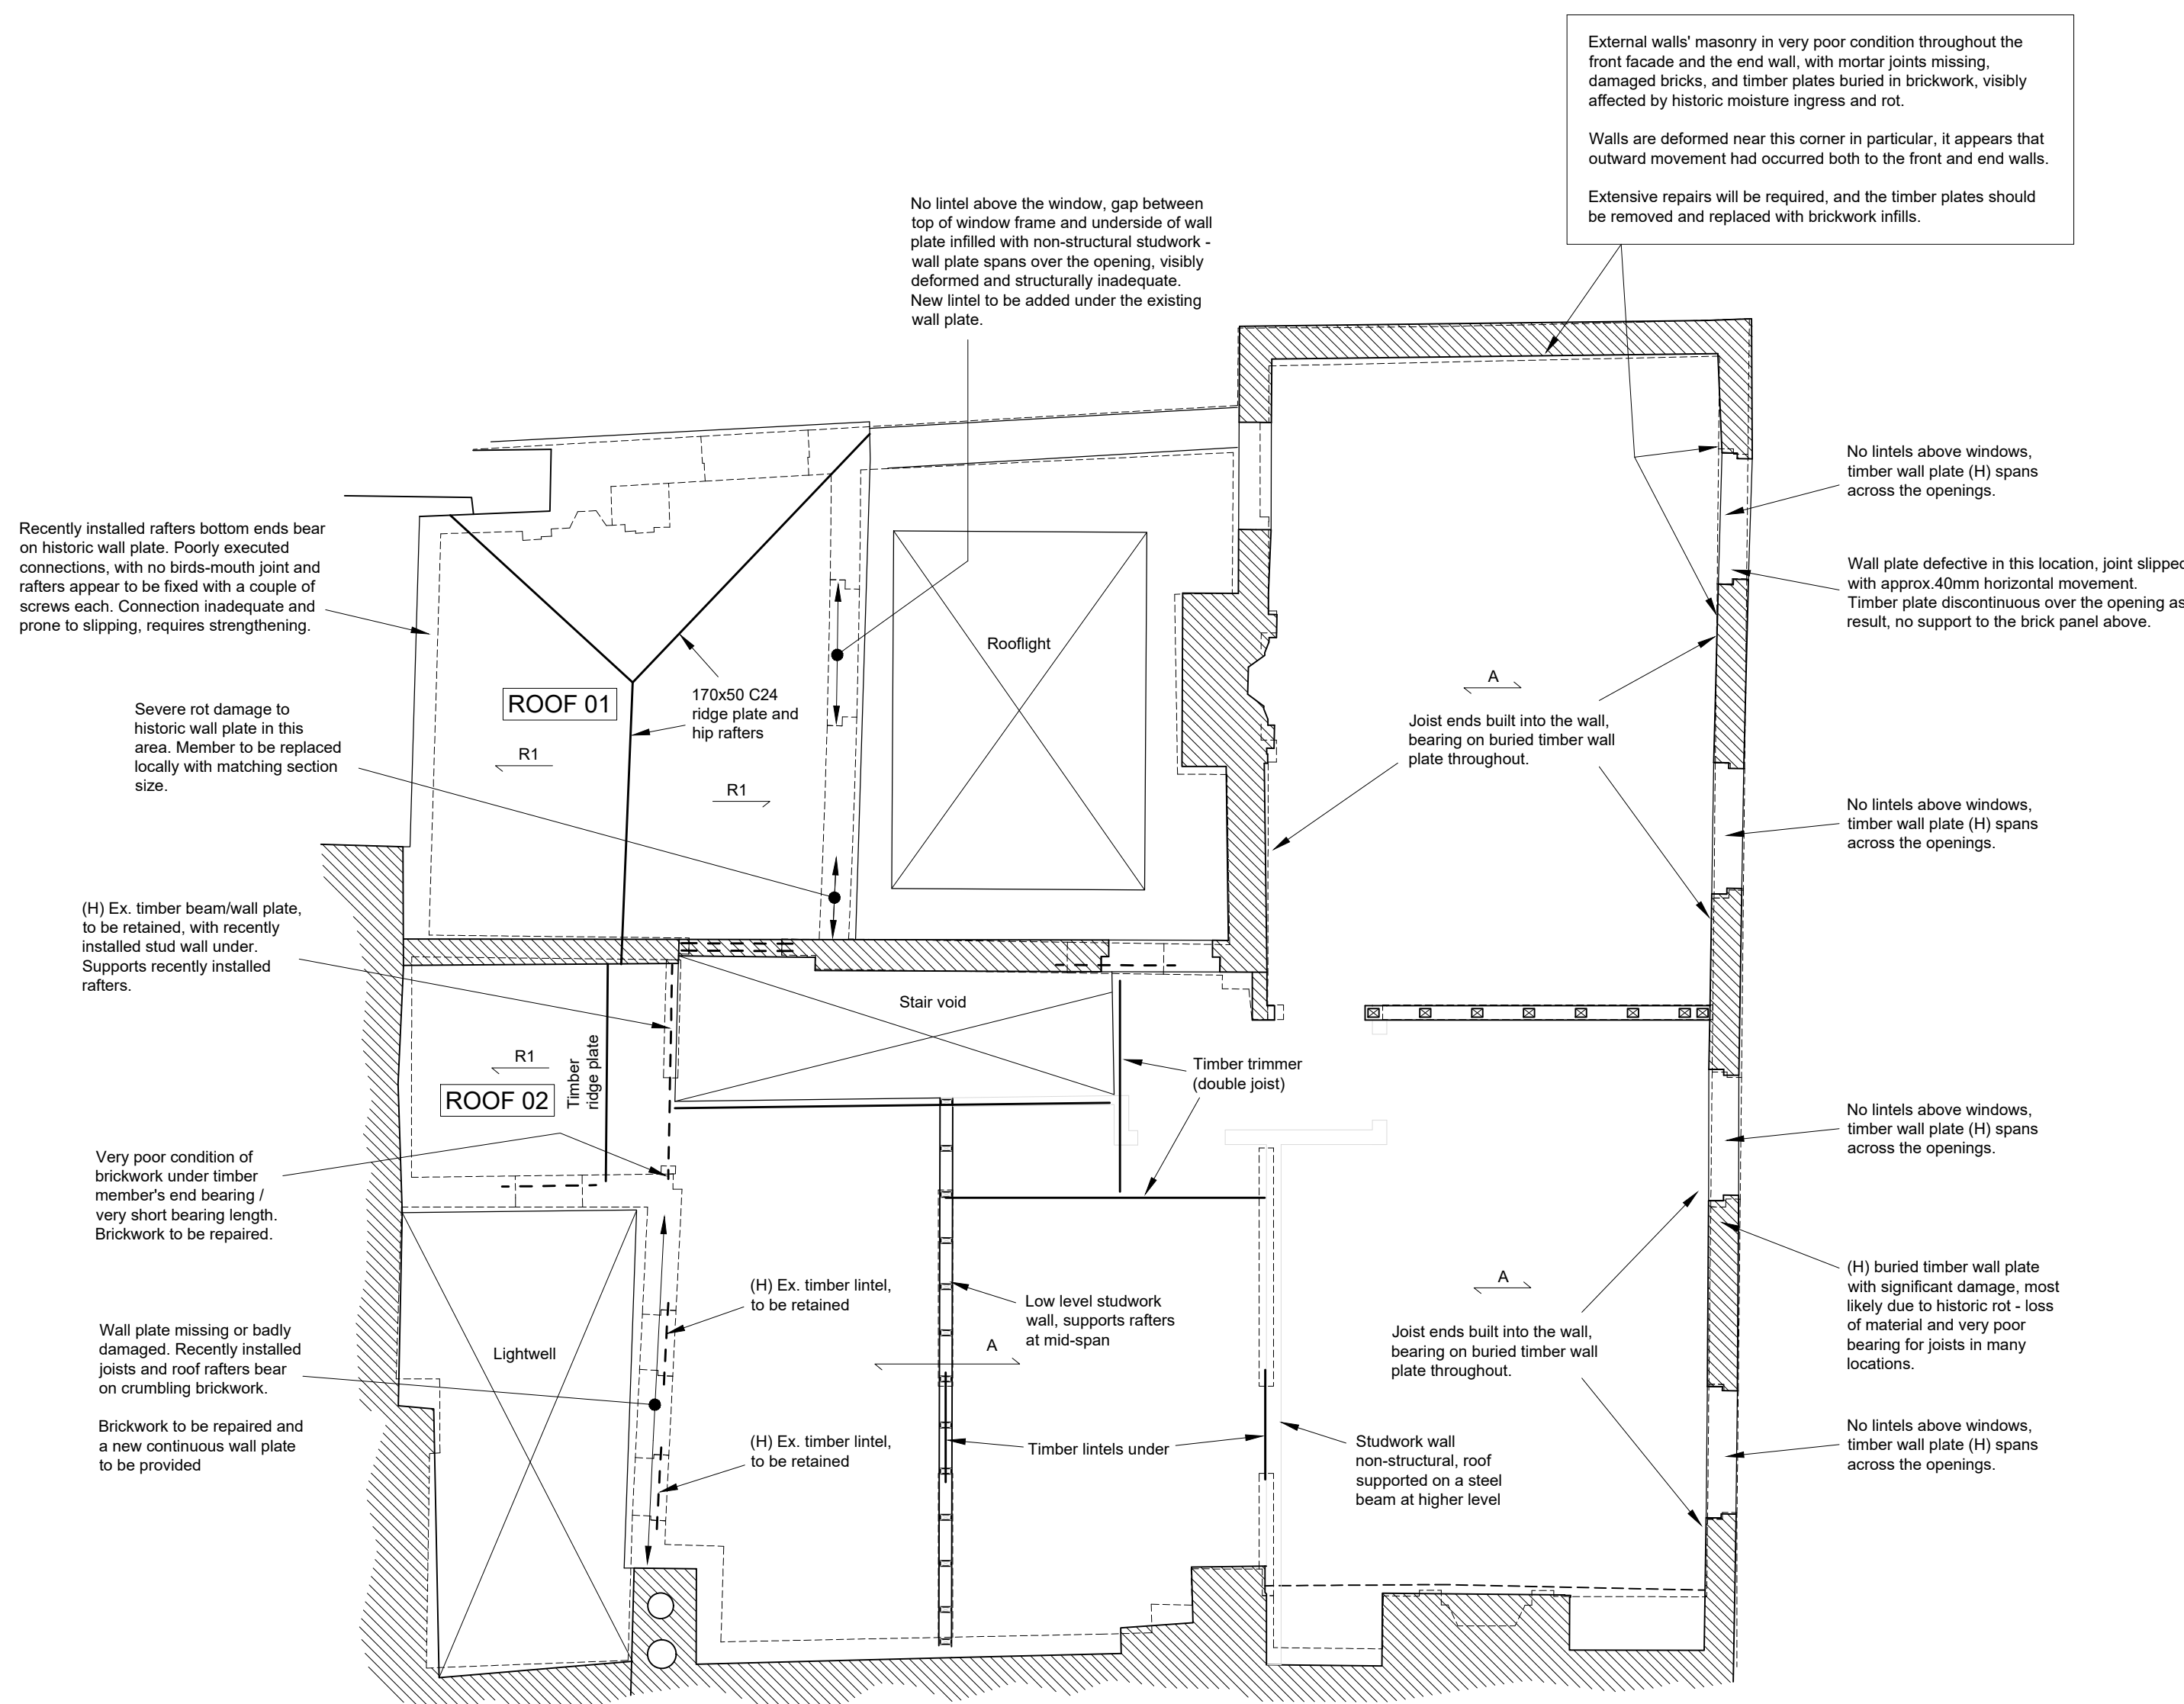 External walls' masonry in very poor condition throughout the
front facade and the end wall, with mortar joints missing,
damaged bricks, and timber plates buried in brickwork, visibly
affected by historic moisture ingress and rot.
Walls are deformed near this corner in particular, it appears that
outward movement had occurred both to the front and end walls.
Extensive repairs will be required, and the timber plates should
be removed and replaced with brickwork infills.
No lintel above the window, gap between
top of window frame and underside of wall
plate infilled with non-structural studwork -
wall plate spans over the opening, visibly
deformed and structurally inadequate.
New lintel to be added under the existing
wall plate.
No lintels above windows,
timber wall plate (H) spans
across the openings.
Recently installed rafters bottom ends bear
on historic wall plate. Poorly executed
connections, with no birds-mouth joint and
rafters appear to be fixed with a couple of
screws each. Connection inadequate and
prone to slipping, requires strengthening.
Wall plate defective in this location, joint slipped
with approx.40mm horizontal movement.
Timber plate discontinuous over the opening as
result, no support to the brick panel above.
Rooflight
A
ROOF 01
170x50 C24
ridge plate and
hip rafters
Severe rot damage to
historic wall plate in this
area. Member to be replaced
locally with matching section
size.
Joist ends built into the wall,
bearing on buried timber wall
plate throughout.
R1
R1
No lintels above windows,
timber wall plate (H) spans
across the openings.
(H) Ex. timber beam/wall plate,
to be retained, with recently
installed stud wall under.
Supports recently installed
rafters.
Stair void
R1
ROOF 02
Timber
ridge plate
Timber trimmer
(double joist)
No lintels above windows,
timber wall plate (H) spans
across the openings.
Very poor condition of
brickwork under timber
member's end bearing /
very short bearing length.
Brickwork to be repaired.
(H) Ex. timber lintel,
to be retained
Low level studwork
wall, supports rafters
at mid-span
A
A
(H) buried timber wall plate
with significant damage, most
likely due to historic rot - loss
of material and very poor
bearing for joists in many
locations.
Wall plate missing or badly
damaged. Recently installed
joists and roof rafters bear
on crumbling brickwork.
Brickwork to be repaired and
a new continuous wall plate
to be provided
Lightwell
Joist ends built into the wall,
bearing on buried timber wall
plate throughout.
(H) Ex. timber lintel,
to be retained
Timber lintels under
Studwork wall
non-structural, roof
supported on a steel
beam at higher level
No lintels above windows,
timber wall plate (H) spans
across the openings.